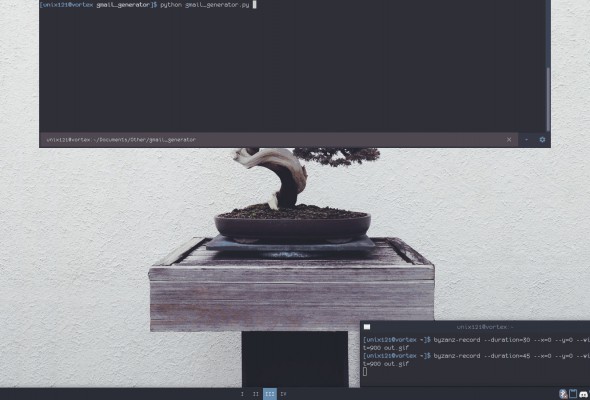 [unix121@vortex gmail_generator]$ python gmail_generator.py
unix121@vortex ~/Documents/Other/gmail_generator
unix121@vortex ~
[unix121@vortex ~]$ byzanz-record --duration=30 --x=0 --y=0 --wi
t=900 out.gif
[unix121@vortex ~]$ byzanz-record --duration=45 --x=0 --y=0 --wi
t=900 out.gif
I II III IV